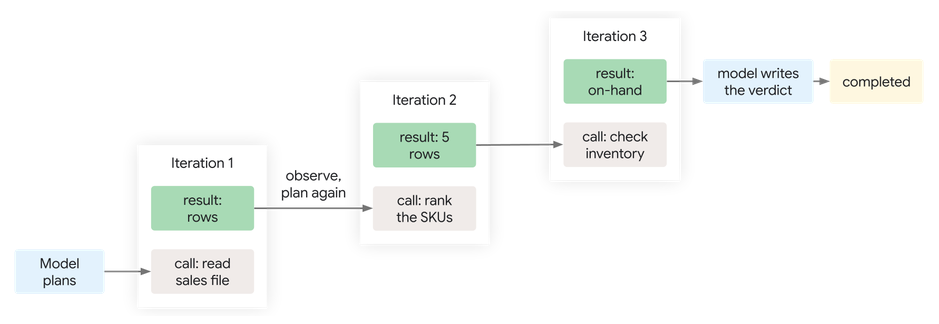 Iteration 3
result:
on-hand
model writes
the verdict
completed
call: check
inventory
Iteration 2
result: 5
rows
call: rank
the SKUs
Iteration 1
observe,
plan again
result:
rows
call: read
sales file
Model
plans